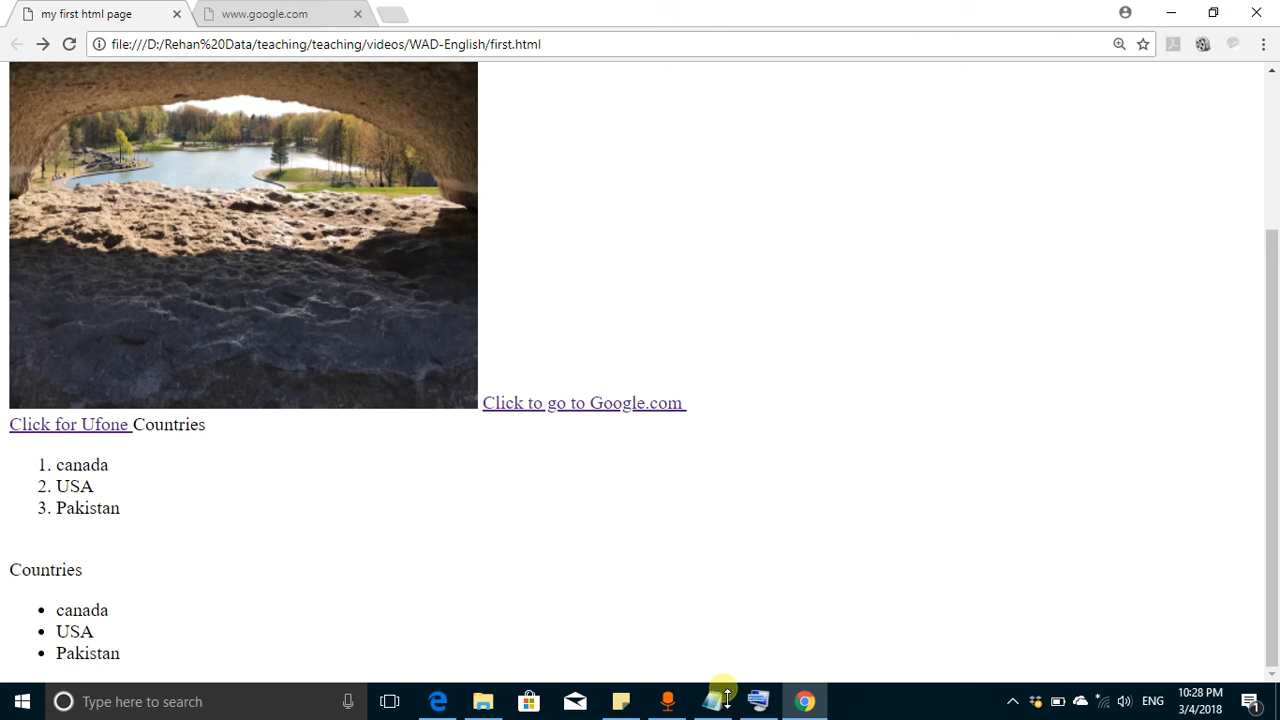 my first html page
www.google.com
file:///D:/Rehan%20Data/teaching/teaching/videos/WAD-English/first.html
Click to go to Google.com
Click for Ufone Countries
1. canada
2. USA
3. Pakistan
Countries
• canada
• USA
• Pakistan
Type here to search
ENG
10:28 PM
3/4/2018
1